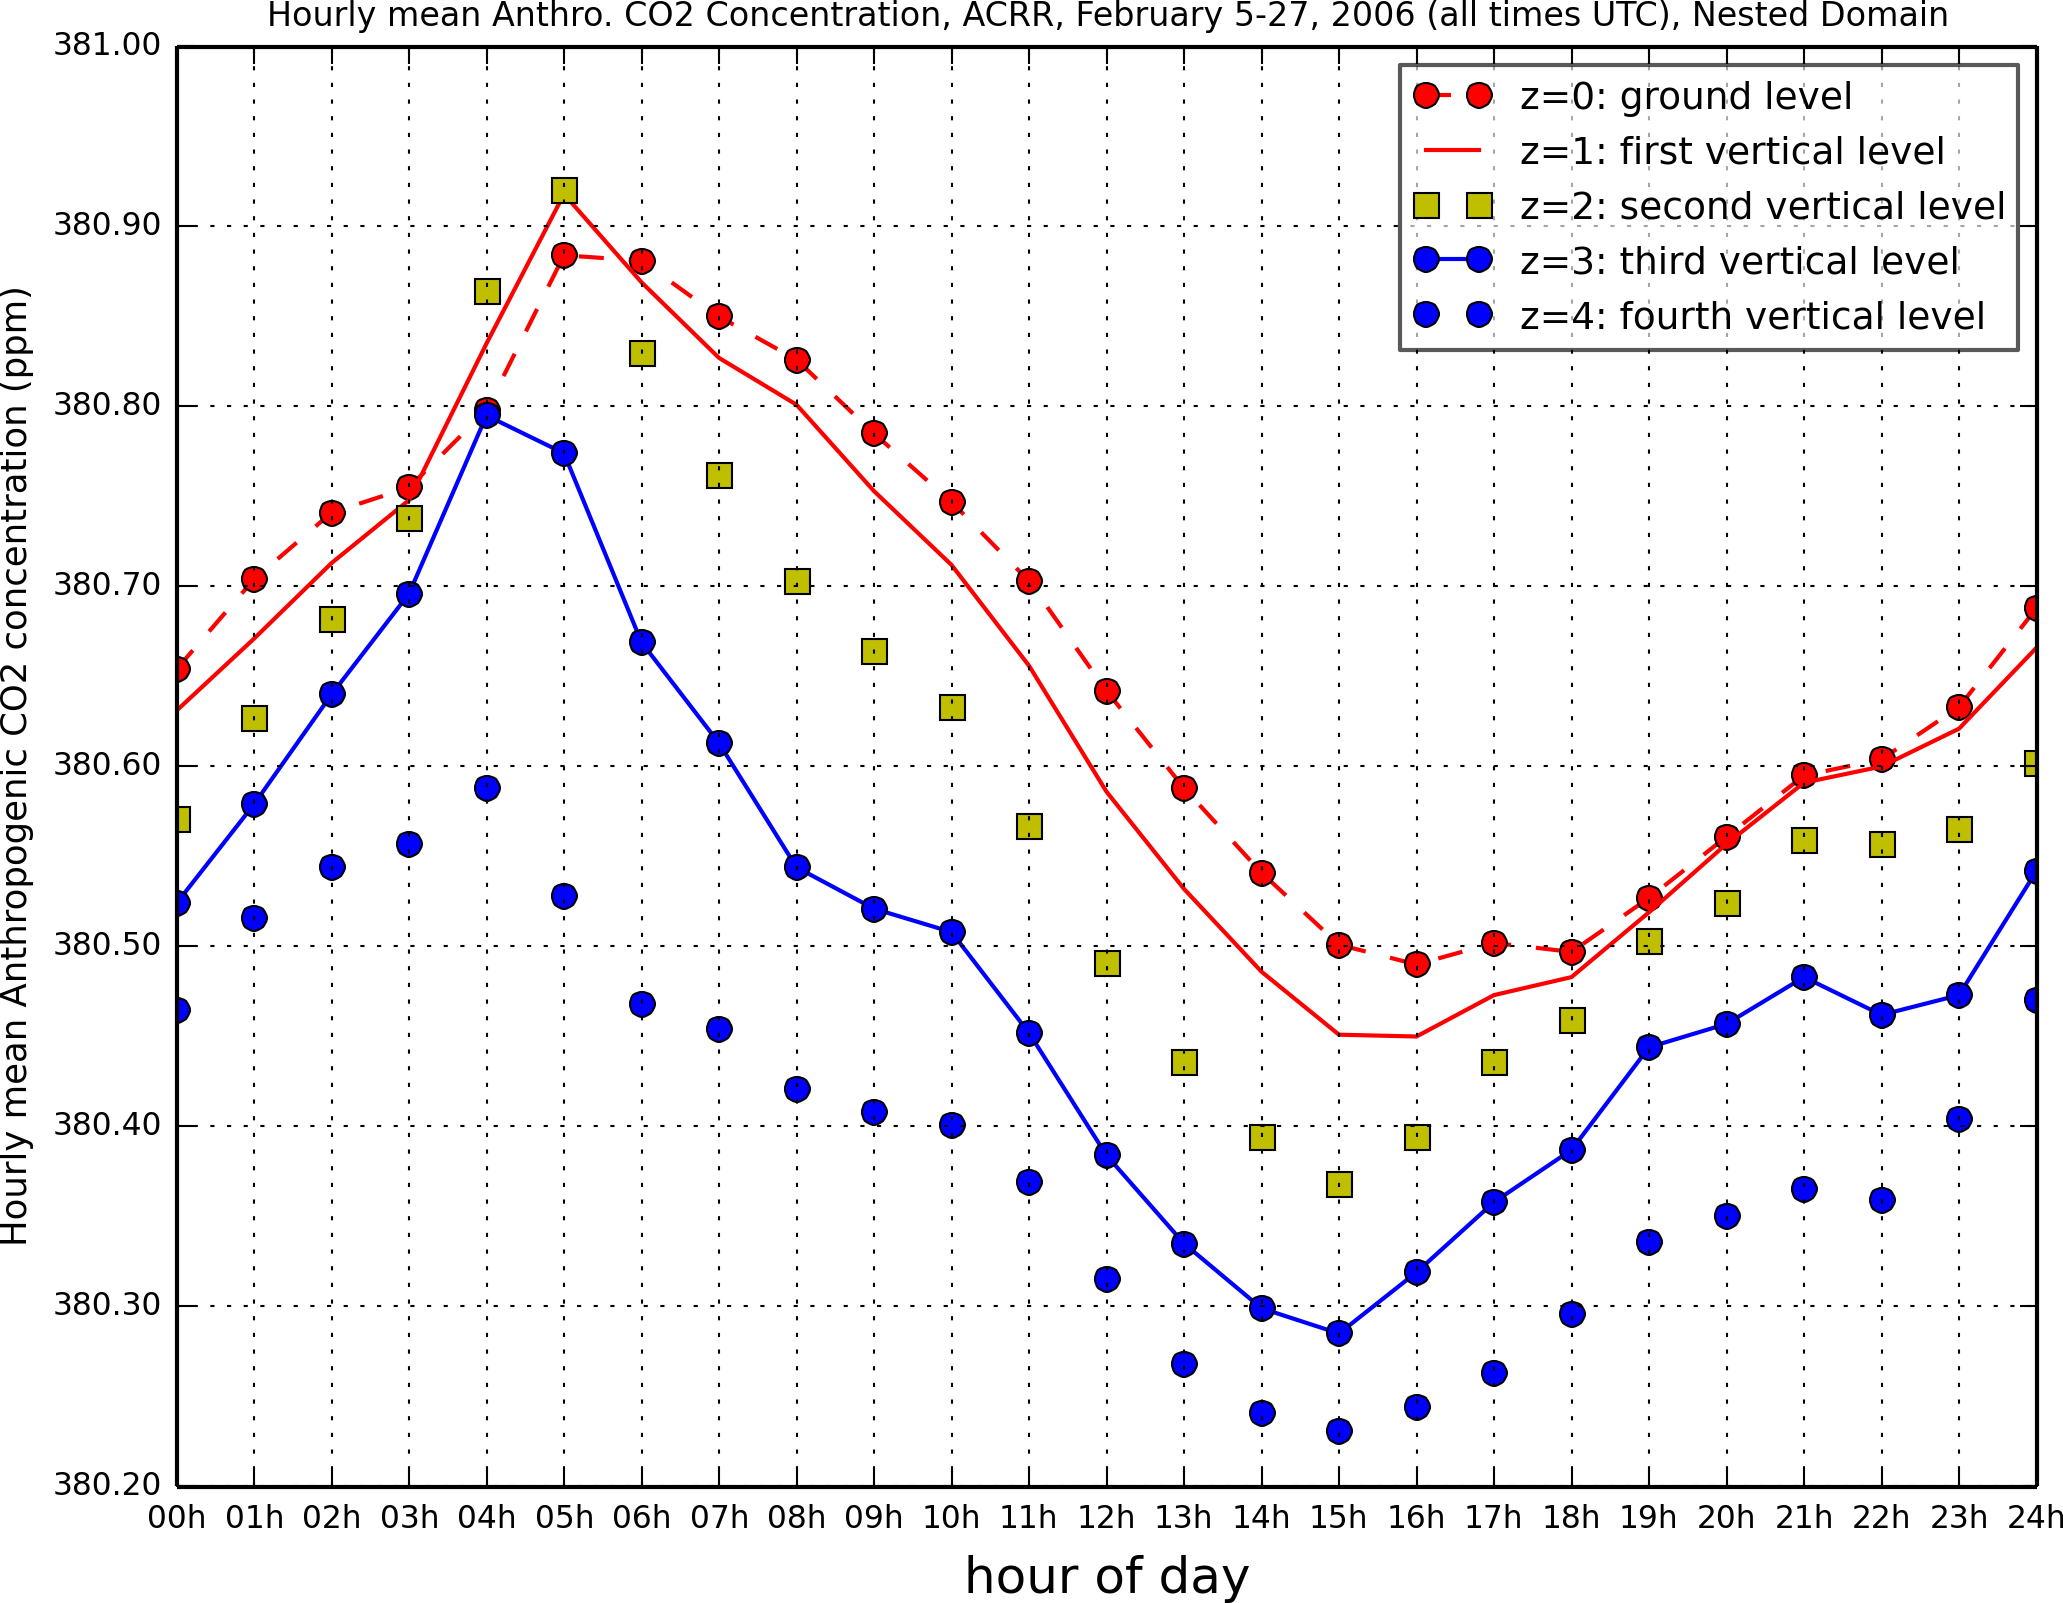 Hourly mean Anthro. CO2 Concentration, ACRR, February 5-27, 2006 (all times UTC), Nested Domain
Hourly mean Anthropogenic CO2 concentration (ppm)
381.00
380.90
380.80
380.70
380.60
380.50
380.40
380.30
380.20
z=0: ground level
z=1: first vertical level
z=2: second vertical level
z=3: third vertical level
z=4: fourth vertical level
00h 01h 02h 03h 04h 05h 06h 07h 08h 09h 10h 11h 12h 13h 14h 15h 16h 17h 18h 19h 20h 21h 22h 23h 24h
hour of day